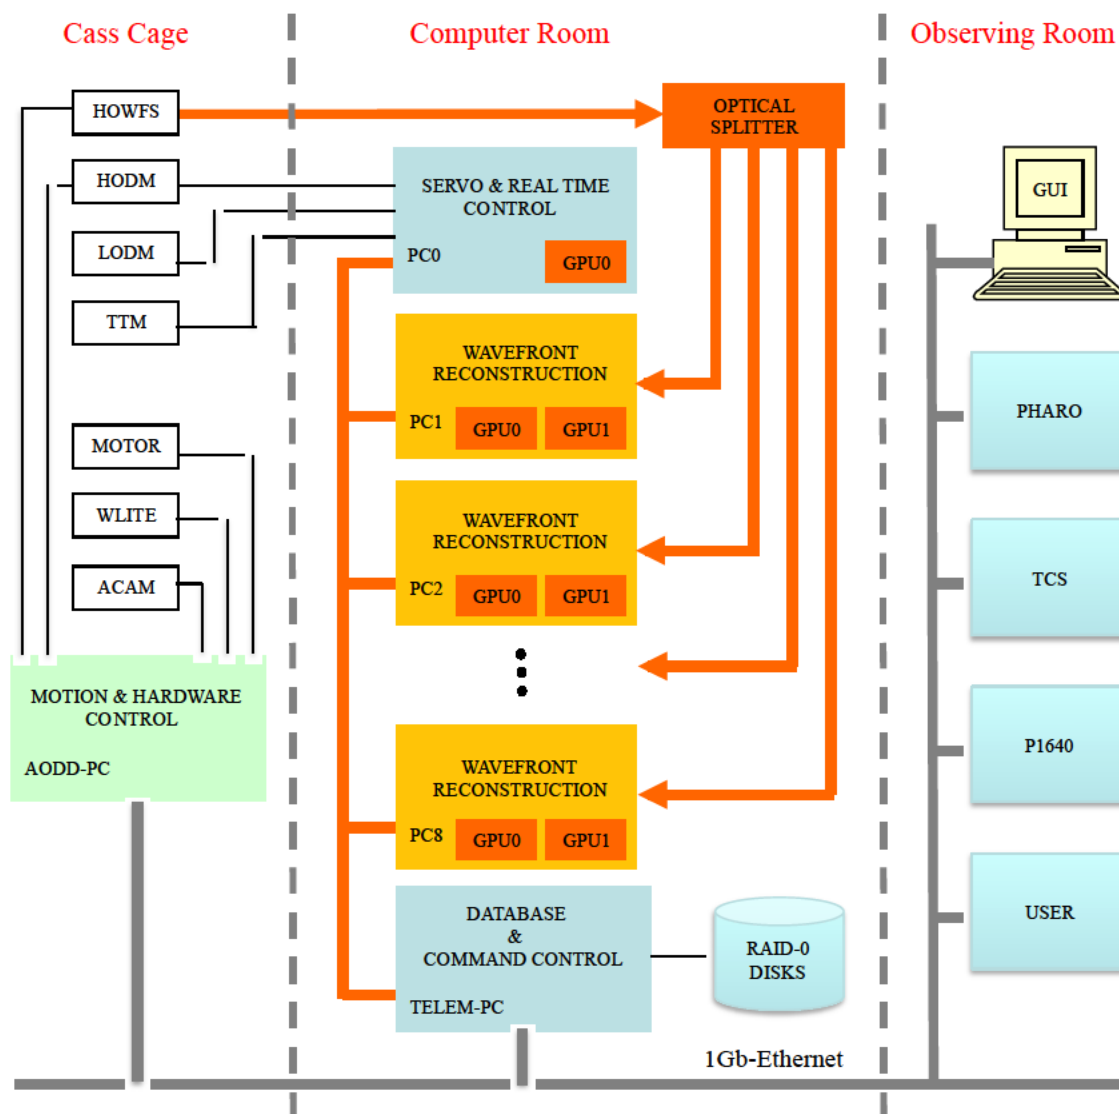 Cass Cage
Computer Room
Observing Room
HOWFS
HODM
LODM
TTM
MOTOR
WLITE
ACAM
MOTION & HARDWARE
CONTROL
AODD-PC
OPTICAL
SPLITTER
SERVO & REAL TIME
CONTROL
PC0
GPU0
WAVEFRONT
RECONSTRUCTION
PC1
GPU0
GPU1
WAVEFRONT
RECONSTRUCTION
PC2
GPU0
GPU1
WAVEFRONT
RECONSTRUCTION
PC8
GPU0
GPU1
DATABASE
&
COMMAND CONTROL
TELEM-PC
RAID-0
DISKS
1Gb-Ethernet
GUI
PHARO
TCS
P1640
USER